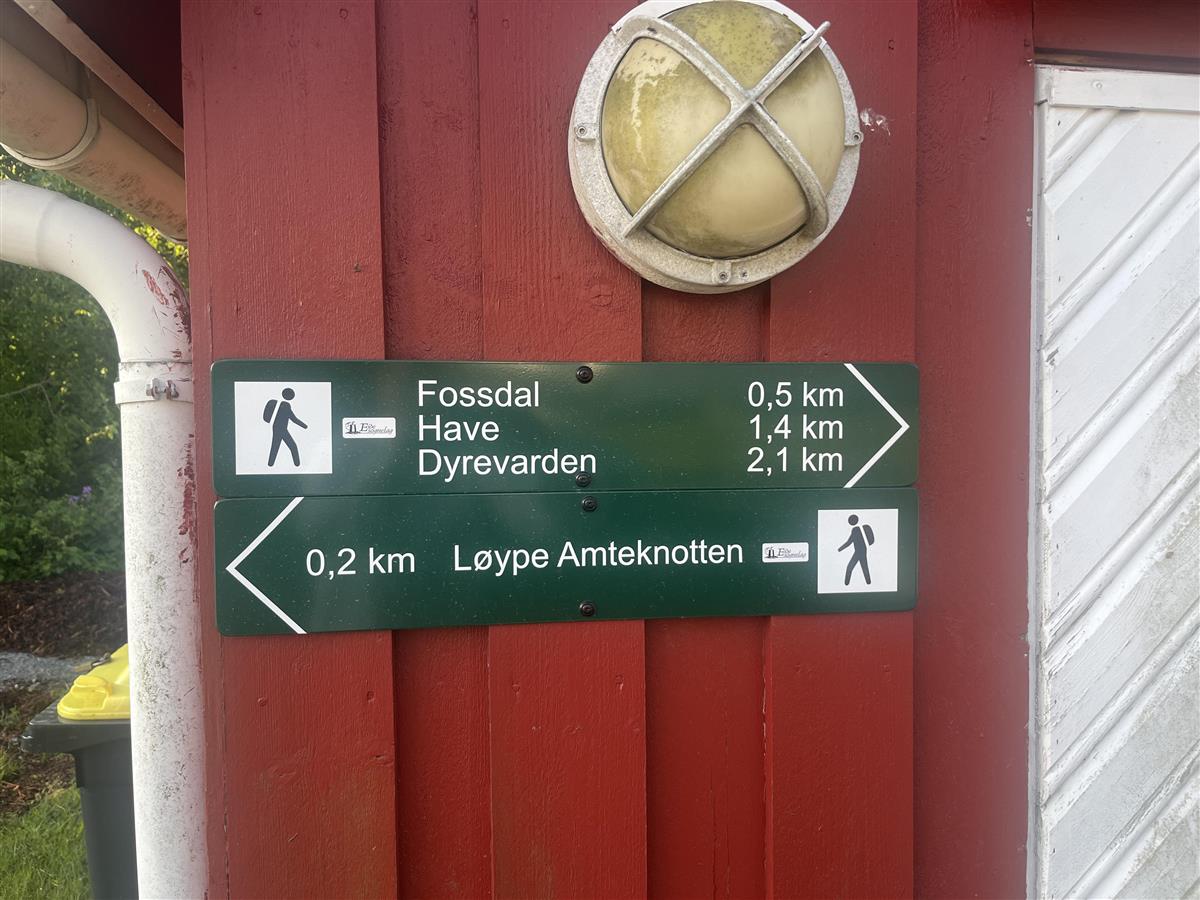 Fossdal 0,5 km
Have 1,4 km
Dyrevarden 2,1 km
0,2 km Løype Amteknotten